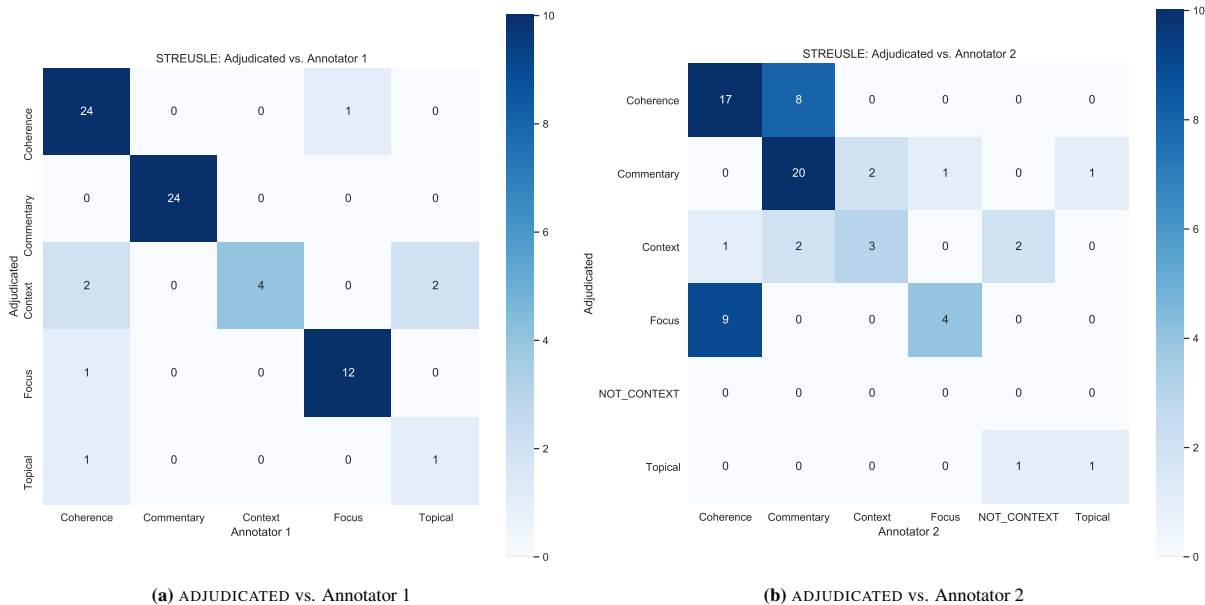 STREUSLE: Adjudicated vs. Annotator 1
Adjudicated
Coherence 24 0 0 1 0
Commentary 0 24 0 0 0
Context 2 0 4 0 2
Focus 1 0 0 12 0
Topical 1 0 0 0 1
Coherence Commentary Context Focus Topical
Annotator 1
10
8
6
4
2
0
(a) ADJUDICATED vs. Annotator 1
STREUSLE: Adjudicated vs. Annotator 2
Adjudicated
Coherence 17 8 0 0 0 0
Commentary 0 20 2 1 0 1
Context 1 2 3 0 2 0
Focus 9 0 0 4 0 0
NOT_CONTEXT 0 0 0 0 0 0
Topical 0 0 0 0 1 1
Coherence Commentary Context Focus NOT_CONTEXT Topical
Annotator 2
10
8
6
4
2
0
(b) ADJUDICATED vs. Annotator 2